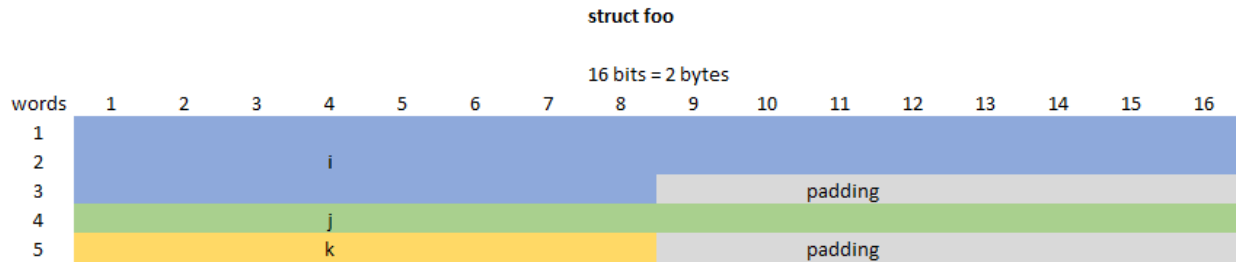 struct foo
16 bits = 2 bytes
words 1 2 3 4 5 6 7 8 9 10 11 12 13 14 15 16
1
2 i
3 padding
4 j
5 k padding